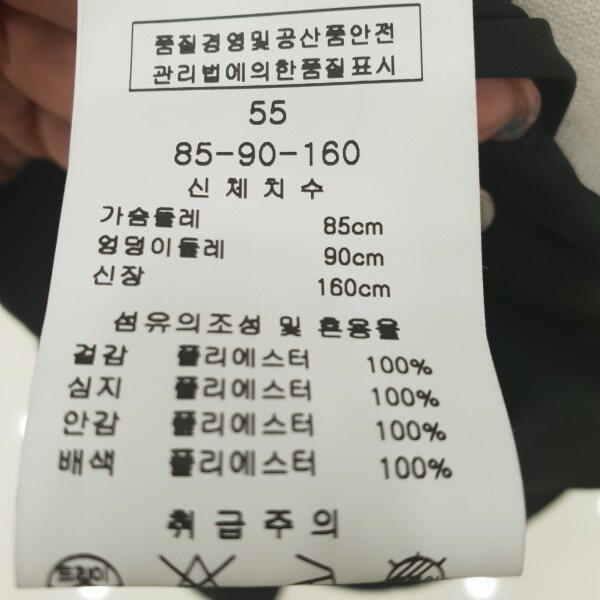 품질경영및공산품안전
관리법에의한품질표시
55
85-90-160
신체치수
가슴둘레 85cm
엉덩이둘레 90cm
신장 160cm
섬유의조성 및 혼용율
겉감 폴리에스터 100%
심지 폴리에스터 100%
안감 폴리에스터 100%
배색 폴리에스터 100%
취급주의
드라이